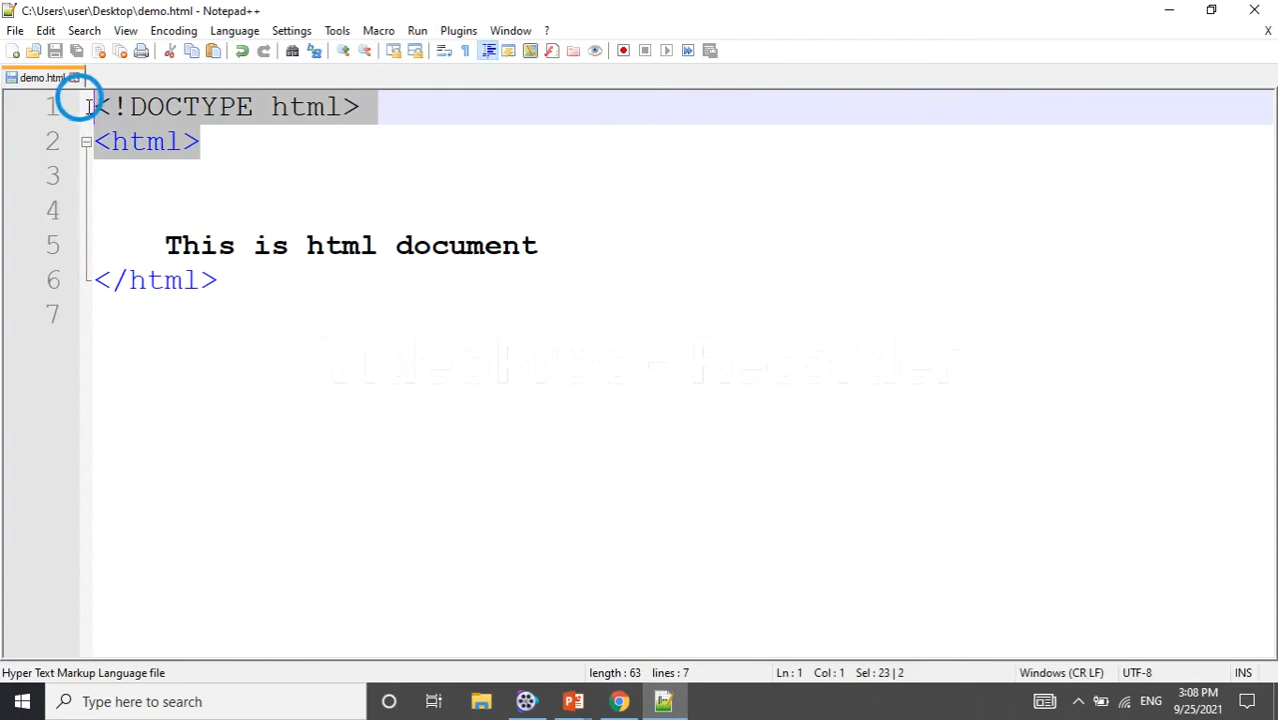 C:\Users\user\Desktop\demo.html - Notepad++
File Edit Search View Encoding Language Settings Tools Macro Run Plugins Window ? X
demo.html
1 <!DOCTYPE html>
2 <html>
3
4
5 This is html document
6 </html>
7
VideoProc - Recorder
Hyper Text Markup Language file length : 63 lines : 7 Ln : 1 Col : 1 Sel : 23 | 2 Windows (CR LF) UTF-8 INS
Type here to search ENG 3:08 PM
9/25/2021